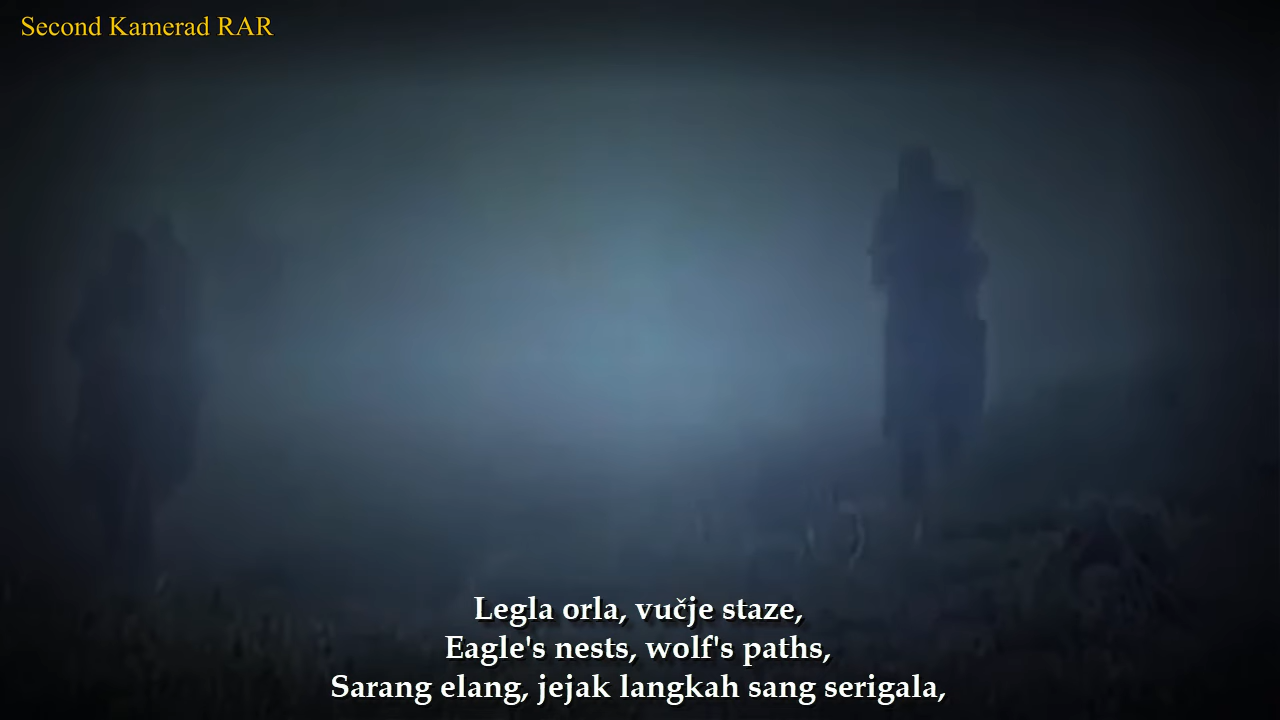 Second Kamerad RAR
Legla orla, vučje staze,
Eagle's nests, wolf's paths,
Sarang elang, jejak langkah sang serigala,